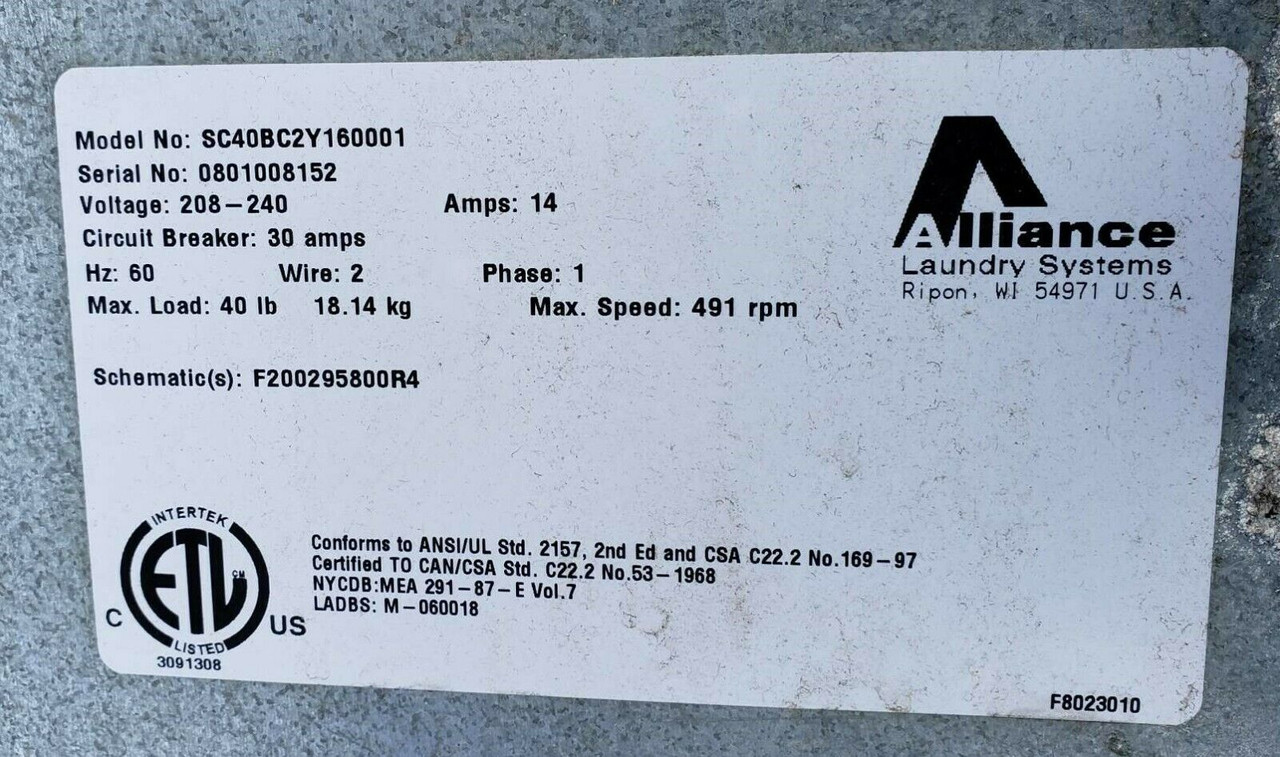 Model No: SC40BC2Y160001
Serial No: 0801008152
Voltage: 208-240 Amps: 14
Circuit Breaker: 30 amps
Hz: 60 Wire: 2 Phase: 1
Max. Load: 40 lb 18.14 kg Max. Speed: 491 rpm
Schematic(s): F200295800R4
Alliance
Laundry Systems
Ripon, WI 54971 U.S.A.
INTERTEK
ETL CM
C US
LISTED
3091308
Conforms to ANSI/UL Std. 2157, 2nd Ed and CSA C22.2 No.169-97
Certified TO CAN/CSA Std. C22.2 No.53-1968
NYCDB:MEA 291-87-E Vol.7
LADBS: M-060018
F8023010